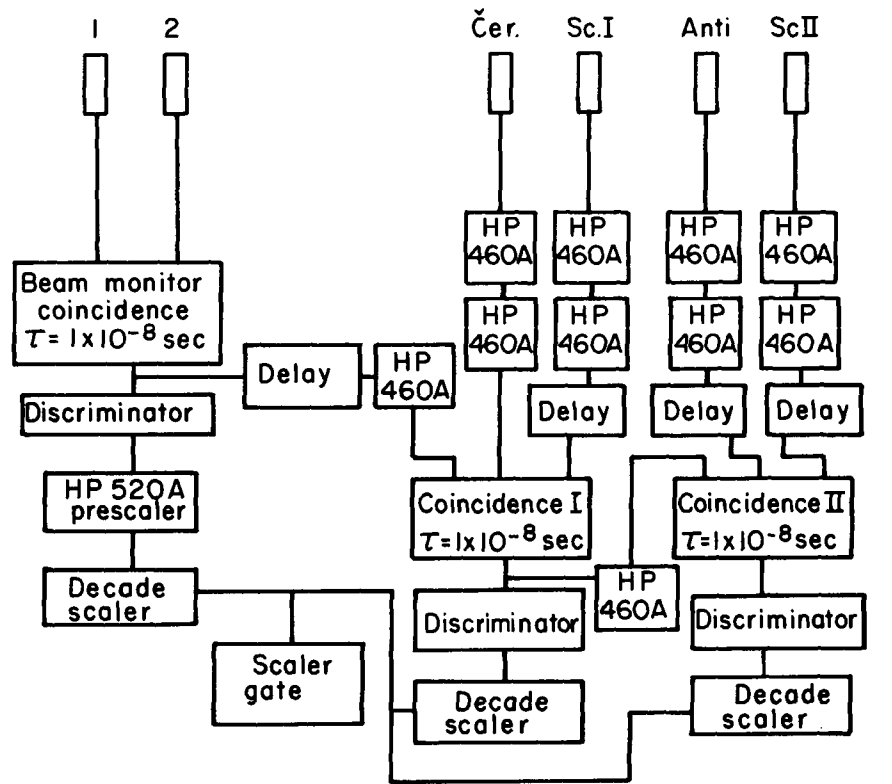 1 2 Čer. Sc.I Anti ScII
HP 460A
HP 460A
HP 460A
HP 460A
Beam monitor
coincidence
τ = 1x10⁻⁸ sec
HP 460A
HP 460A
HP 460A
HP 460A
Delay
HP 460A
Discriminator
Delay
Delay
Delay
HP 520A
prescaler
Coincidence I
τ=1x10⁻⁸ sec
Coincidence II
τ=1x10⁻⁸ sec
Decade
scaler
HP 460A
Discriminator
Discriminator
Scaler
gate
Decade
scaler
Decade
scaler